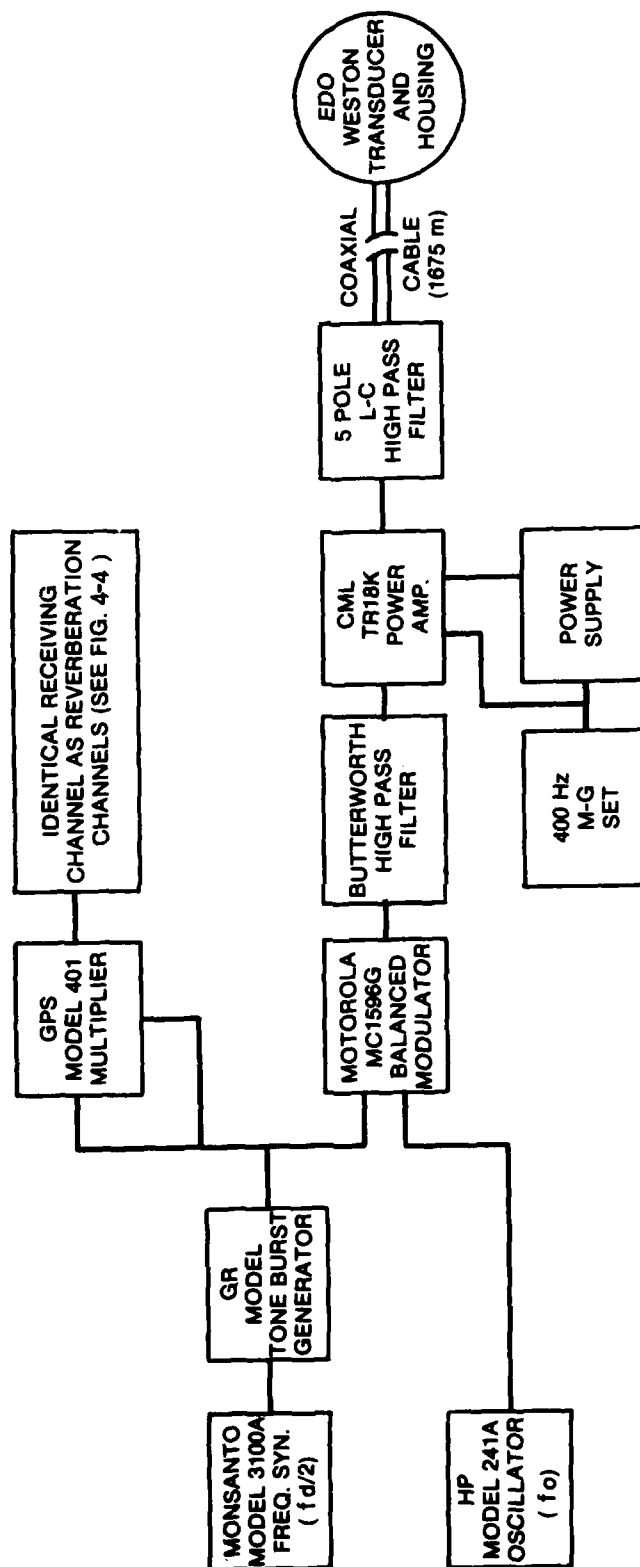 'MONSANTO
MODEL 3100A
FREQ. SYN.
( fd/2)
GR
MODEL
TONE BURST
GENERATOR
GPS
MODEL 401
MULTIPLIER
IDENTICAL RECEIVING
CHANNEL AS REVERBERATION
CHANNELS (SEE FIG. 4-4 )
HP
MODEL 241A
OSCILLATOR
( fo)
MOTOROLA
MC1596G
BALANCED
MODULATOR
BUTTERWORTH
HIGH PASS
FILTER
CML
TR18K
POWER
AMP.
5 POLE
L-C
HIGH PASS
FILTER
COAXIAL
CABLE
(1675 m)
EDO
WESTON
TRANSDUCER
AND
HOUSING
400 Hz
M-G
SET
POWER
SUPPLY